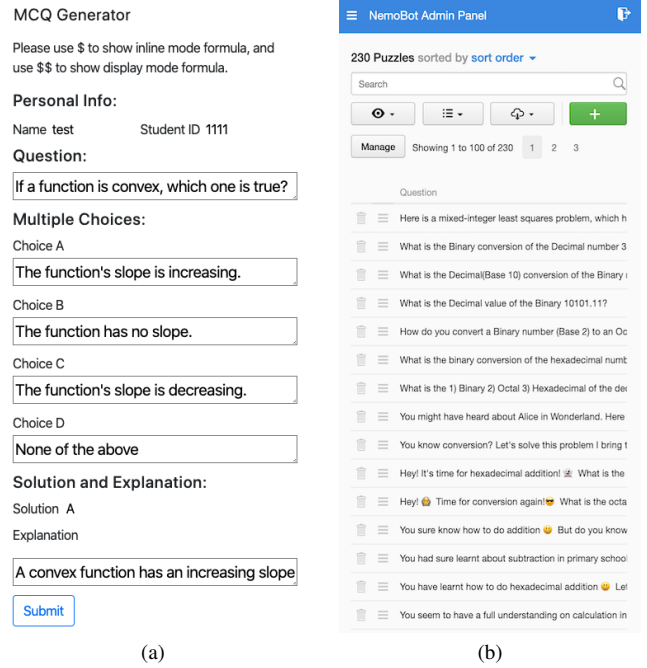 MCQ Generator
Please use $ to show inline mode formula, and
use $$ to show display mode formula.
Personal Info:
Name test Student ID 1111
Question:
If a function is convex, which one is true?
Multiple Choices:
Choice A
The function's slope is increasing.
Choice B
The function has no slope.
Choice C
The function's slope is decreasing.
Choice D
None of the above
Solution and Explanation:
Solution A
Explanation
A convex function has an increasing slope
Submit
(a)
NemoBot Admin Panel
230 Puzzles sorted by sort order
Search
+
Manage Showing 1 to 100 of 230 1 2 3
Question
Here is a mixed-integer least squares problem, which h
What is the Binary conversion of the Decimal number 3
What is the Decimal(Base 10) conversion of the Binary
What is the Decimal value of the Binary 10101.11?
How do you convert a Binary number (Base 2) to an Oc
What is the binary conversion of the hexadecimal numb
What is the 1) Binary 2) Octal 3) Hexadecimal of the dec
You might have heard about Alice in Wonderland. Here
You know conversion? Let's solve this problem I bring t
Hey! It's time for hexadecimal addition! What is the
Hey! Time for conversion again!😎 What is the octa
You sure know how to do addition 😀 But do you know
You had sure learnt about subtraction in primary school
You have learnt how to do hexadecimal addition 😀 Let
You seem to have a full understanding on calculation in
(b)